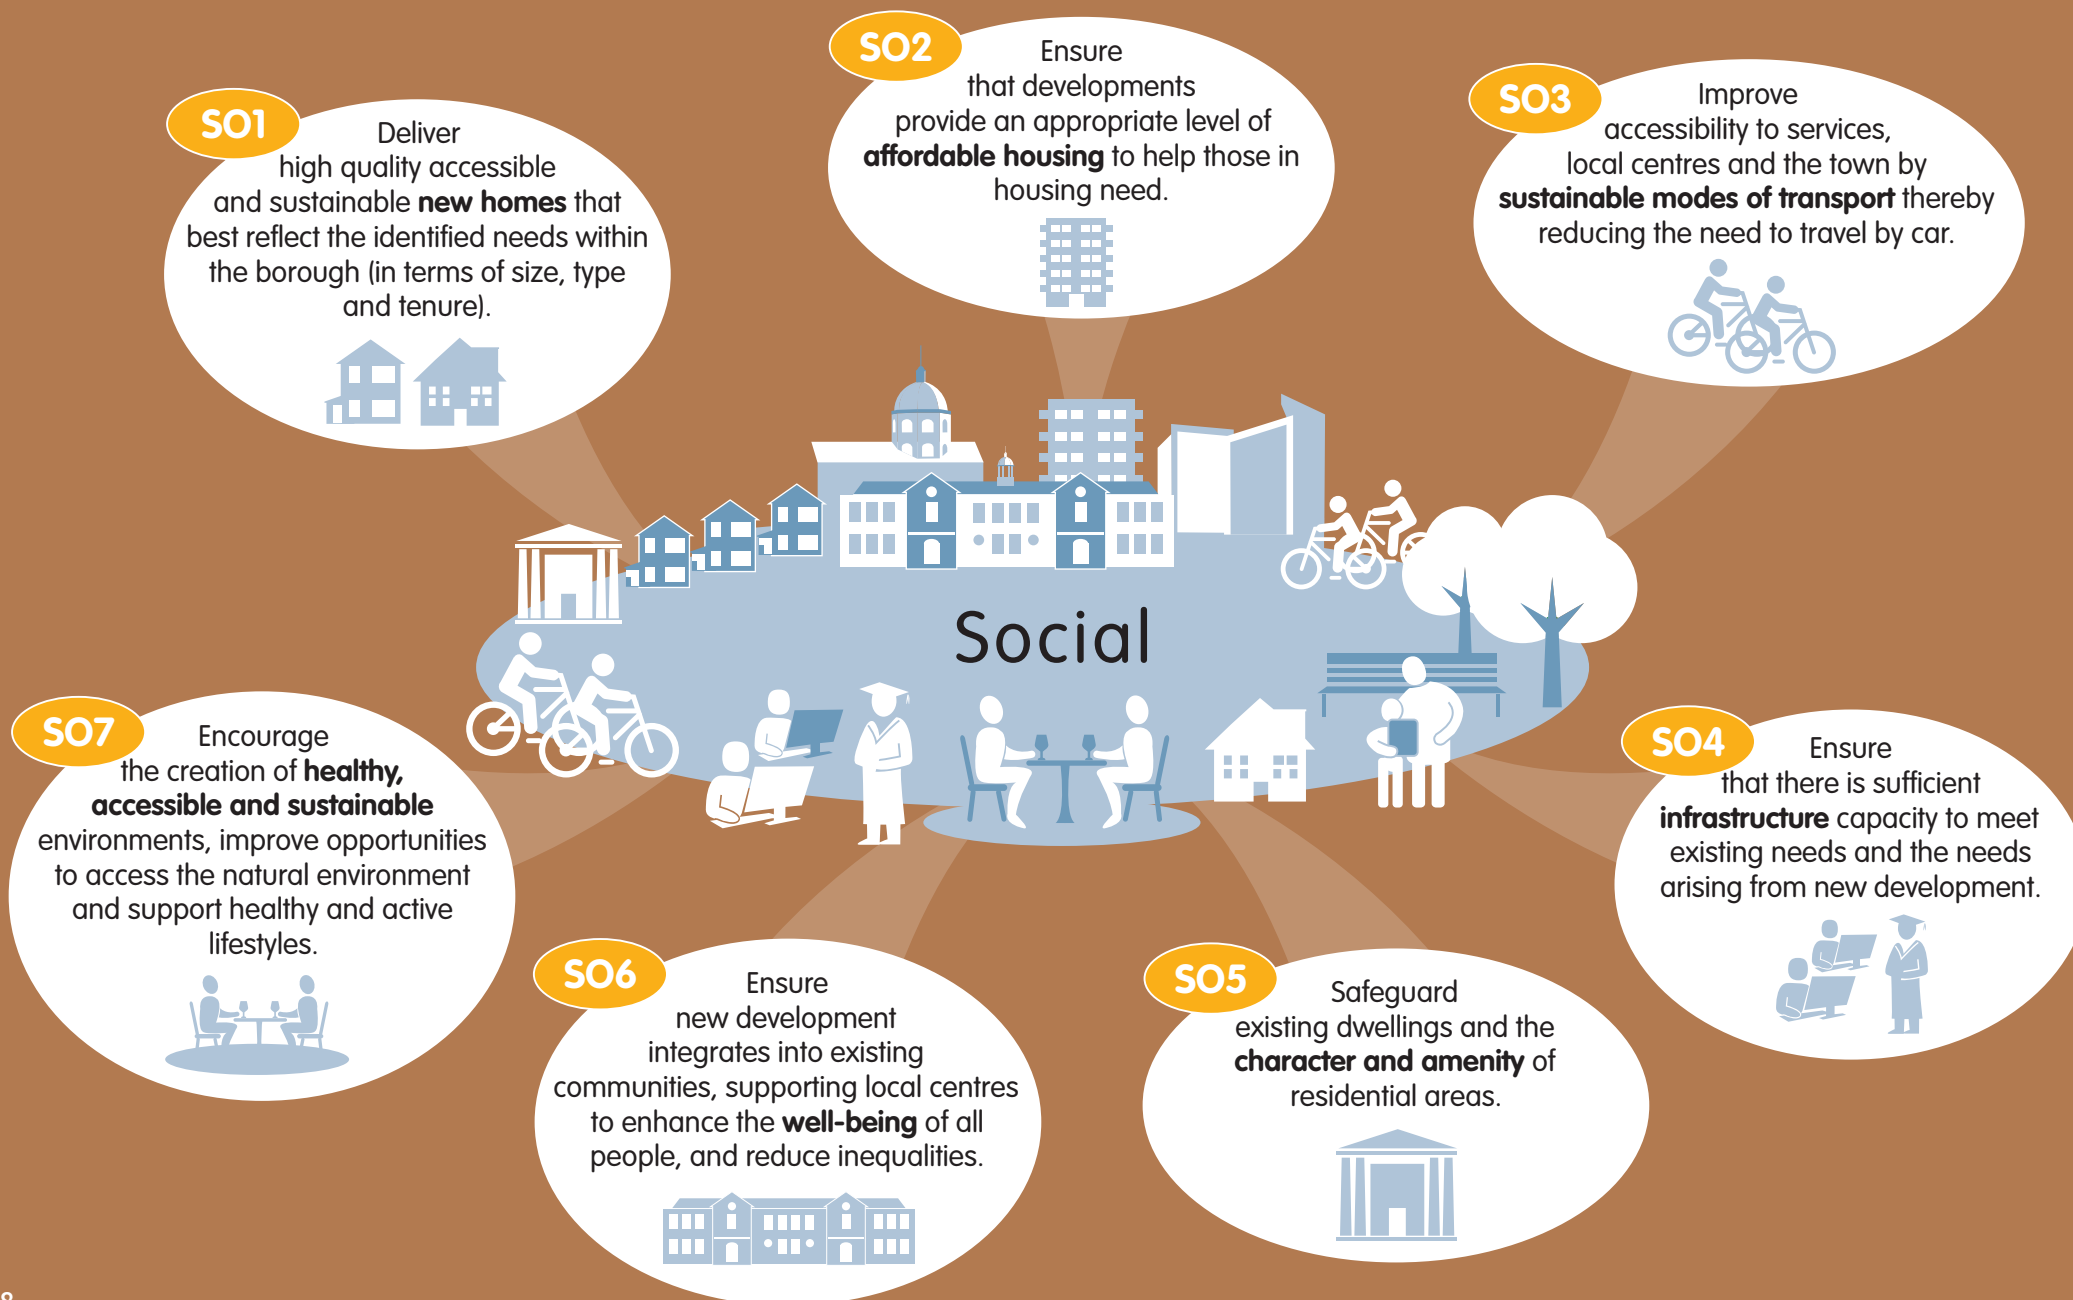 SO1
Deliver
high quality accessible
and sustainable new homes that
best reflect the identified needs within
the borough (in terms of size, type
and tenure).
SO2
Ensure
that developments
provide an appropriate level of
affordable housing to help those in
housing need.
SO3
Improve
accessibility to services,
local centres and the town by
sustainable modes of transport thereby
reducing the need to travel by car.
Social
SO4
Ensure
that there is sufficient
infrastructure capacity to meet
existing needs and the needs
arising from new development.
SO5
Safeguard
existing dwellings and the
character and amenity of
residential areas.
SO6
Ensure
new development
integrates into existing
communities, supporting local centres
to enhance the well-being of all
people, and reduce inequalities.
SO7
Encourage
the creation of healthy,
accessible and sustainable
environments, improve opportunities
to access the natural environment
and support healthy and active
lifestyles.